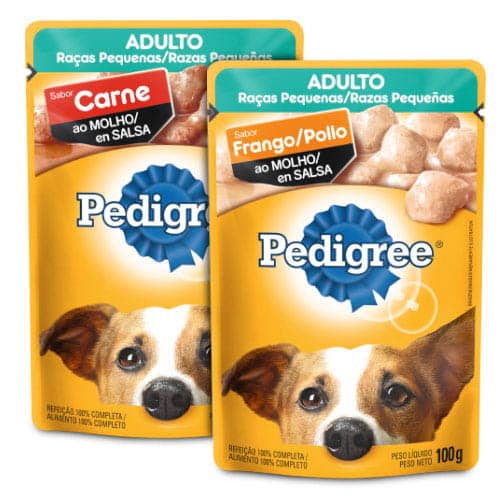 ADULTO
Raças Pequenas/Razas Pequeñas
Sabor
Carne
ao MOLHO/
en SALSA
Pedigree
REFEIÇÃO 100% COMPLETA /
ALIMENTO 100% COMPLETO
ADULTO
Raças Pequenas/Razas Pequeñas
Sabor
Frango/Pollo
ao MOLHO/
en SALSA
Pedigree®
REFEIÇÃO 100% COMPLETA /
ALIMENTO 100% COMPLETO
PESO LÍQUIDO
PESO NETO
100g